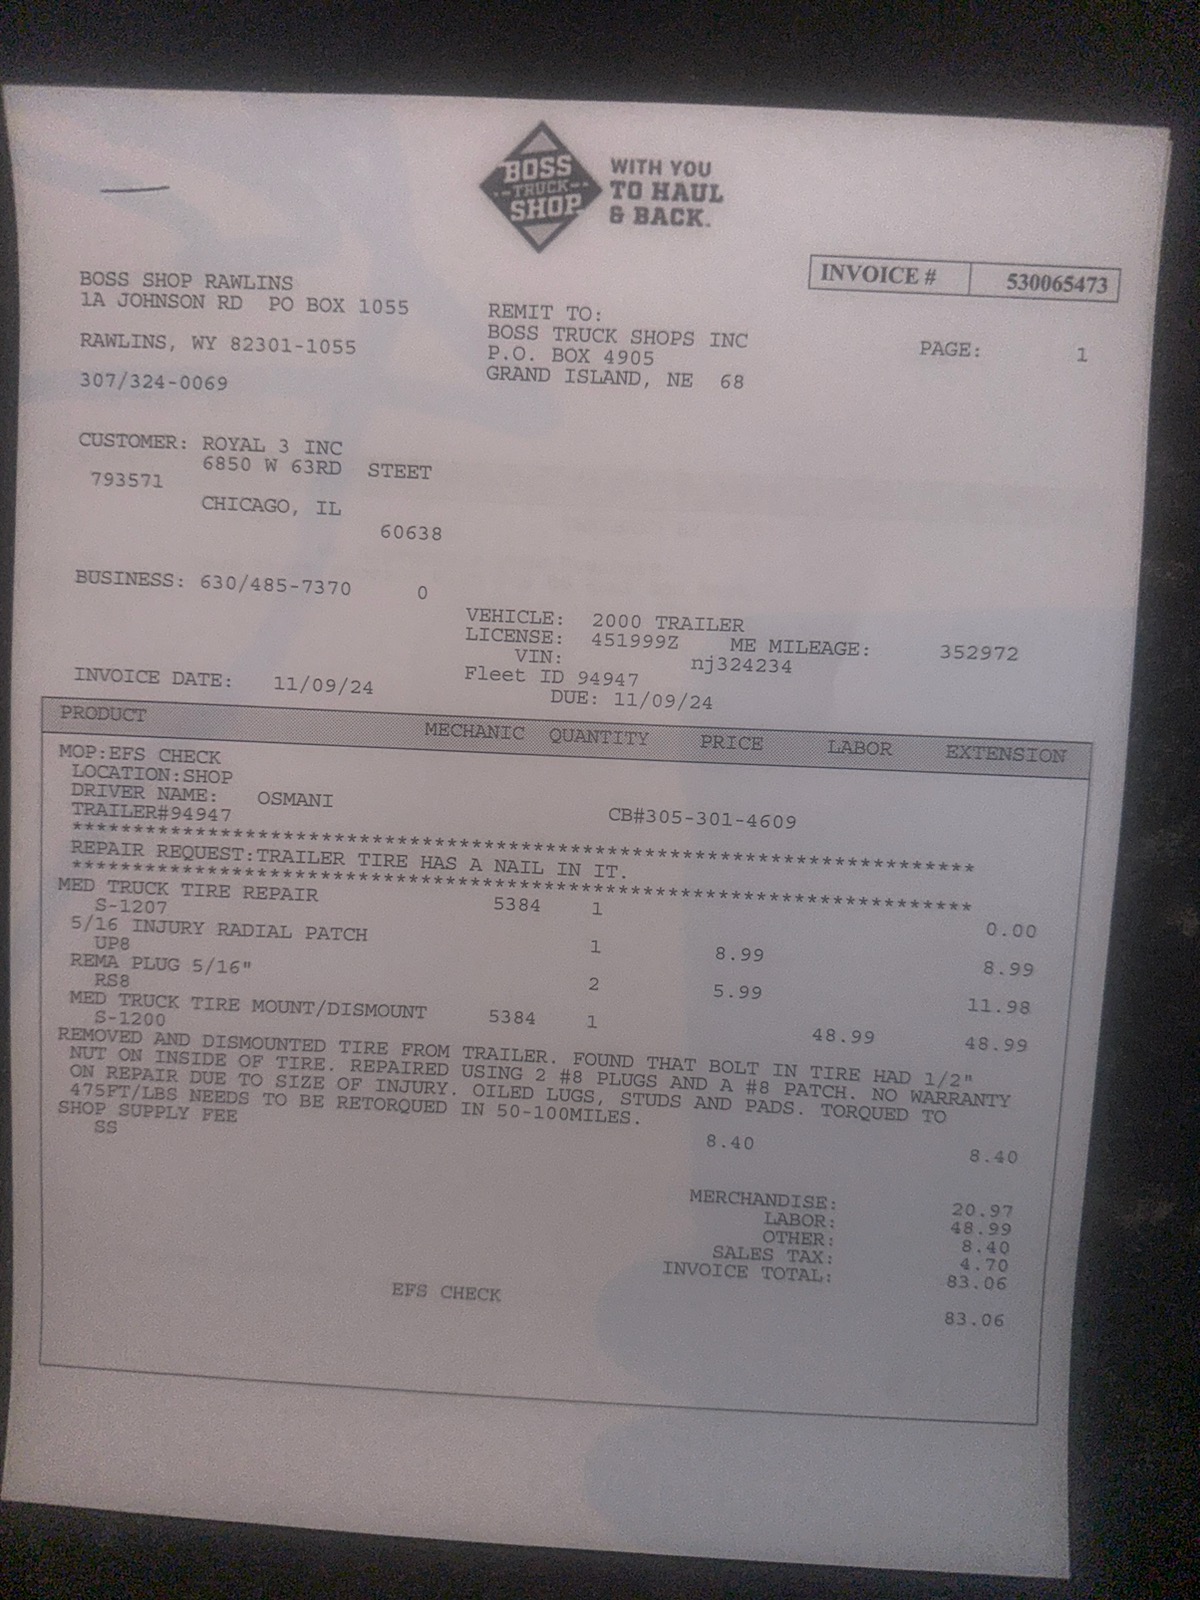 BOSS
TRUCK
SHOP
WITH YOU
TO HAUL
& BACK.
INVOICE # 530065473
BOSS SHOP RAWLINS
1A JOHNSON RD PO BOX 1055
RAWLINS, WY 82301-1055
307/324-0069
REMIT TO:
BOSS TRUCK SHOPS INC
P.O. BOX 4905
GRAND ISLAND, NE 68
PAGE: 1
CUSTOMER: ROYAL 3 INC
6850 W 63RD STEET
793571
CHICAGO, IL
60638
BUSINESS: 630/485-7370 0
VEHICLE: 2000 TRAILER
LICENSE: 451999Z ME MILEAGE: 352972
VIN: nj324234
Fleet ID 94947
INVOICE DATE: 11/09/24 DUE: 11/09/24
PRODUCT MECHANIC QUANTITY PRICE LABOR EXTENSION
MOP:EFS CHECK
LOCATION:SHOP
DRIVER NAME: OSMANI CB#305-301-4609
TRAILER#94947
**************************************************************************
REPAIR REQUEST:TRAILER TIRE HAS A NAIL IN IT.
**************************************************************************
MED TRUCK TIRE REPAIR 5384 1 0.00
S-1207
5/16 INJURY RADIAL PATCH 1 8.99 8.99
UP8
REMA PLUG 5/16" 2 5.99 11.98
RS8
MED TRUCK TIRE MOUNT/DISMOUNT 5384 1 48.99 48.99
S-1200
REMOVED AND DISMOUNTED TIRE FROM TRAILER. FOUND THAT BOLT IN TIRE HAD 1/2"
NUT ON INSIDE OF TIRE. REPAIRED USING 2 #8 PLUGS AND A #8 PATCH. NO WARRANTY
ON REPAIR DUE TO SIZE OF INJURY. OILED LUGS, STUDS AND PADS. TORQUED TO
475FT/LBS NEEDS TO BE RETORQUED IN 50-100MILES.
SHOP SUPPLY FEE 8.40 8.40
SS
MERCHANDISE: 20.97
LABOR: 48.99
OTHER: 8.40
SALES TAX: 4.70
INVOICE TOTAL: 83.06
EFS CHECK 83.06